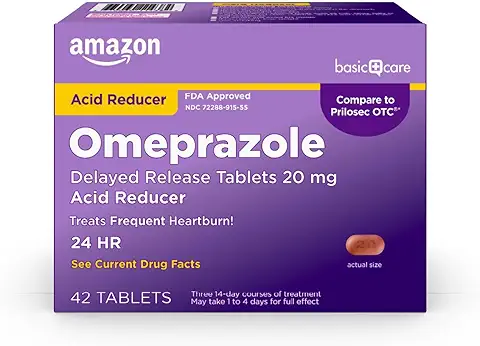 amazon
basic care
Acid Reducer
FDA Approved
NDC 72288-915-55
Compare to
Prilosec OTC®*
Omeprazole
Delayed Release Tablets 20 mg
Acid Reducer
Treats Frequent Heartburn!
24 HR
See Current Drug Facts
20
actual size
42 TABLETS
Three 14-day courses of treatment
May take 1 to 4 days for full effect